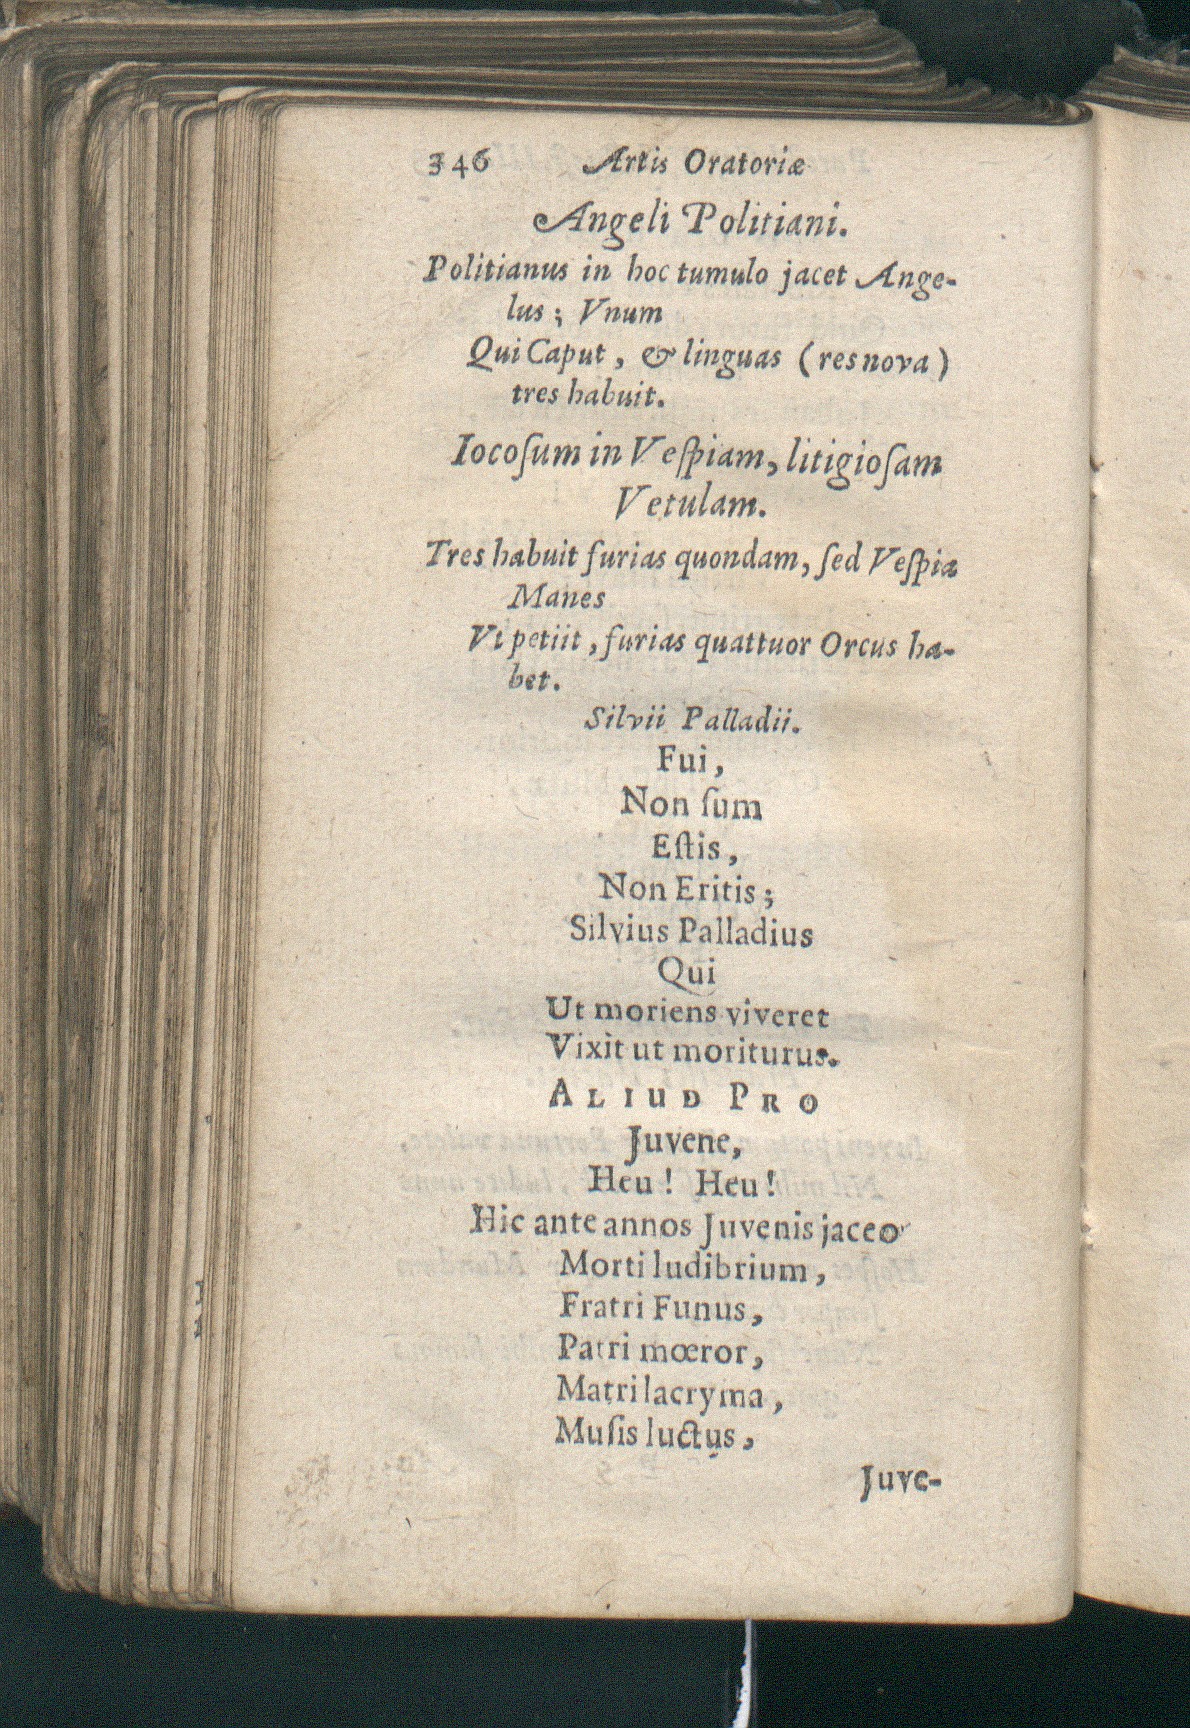 346 Artis Oratoriæ
Angeli Politiani.
Politianus in hoc tumulo jacet Ange-
lus; Vnum
Qui Caput, & linguas (res nova)
tres habuit.
Iocoſum in Veſpiam, litigioſam
Vetulam.
Tres habuit furias quondam, ſed Veſpiæ
Manes
Vt petiit, furias quattuor Orcus ha-
bet.
Silvii Palladii.
Fui,
Non ſum
Eſtis,
Non Eritis;
Silvius Palladius
Qui
Ut moriens viveret
Vixit ut moriturus.
ALIUD PRO
Juvene,
Heu! Heu!
Hic ante annos Juvenis jaceo
Morti ludibrium,
Fratri Funus,
Patri mœror,
Matri lacryma,
Muſis luctus,
Juve-